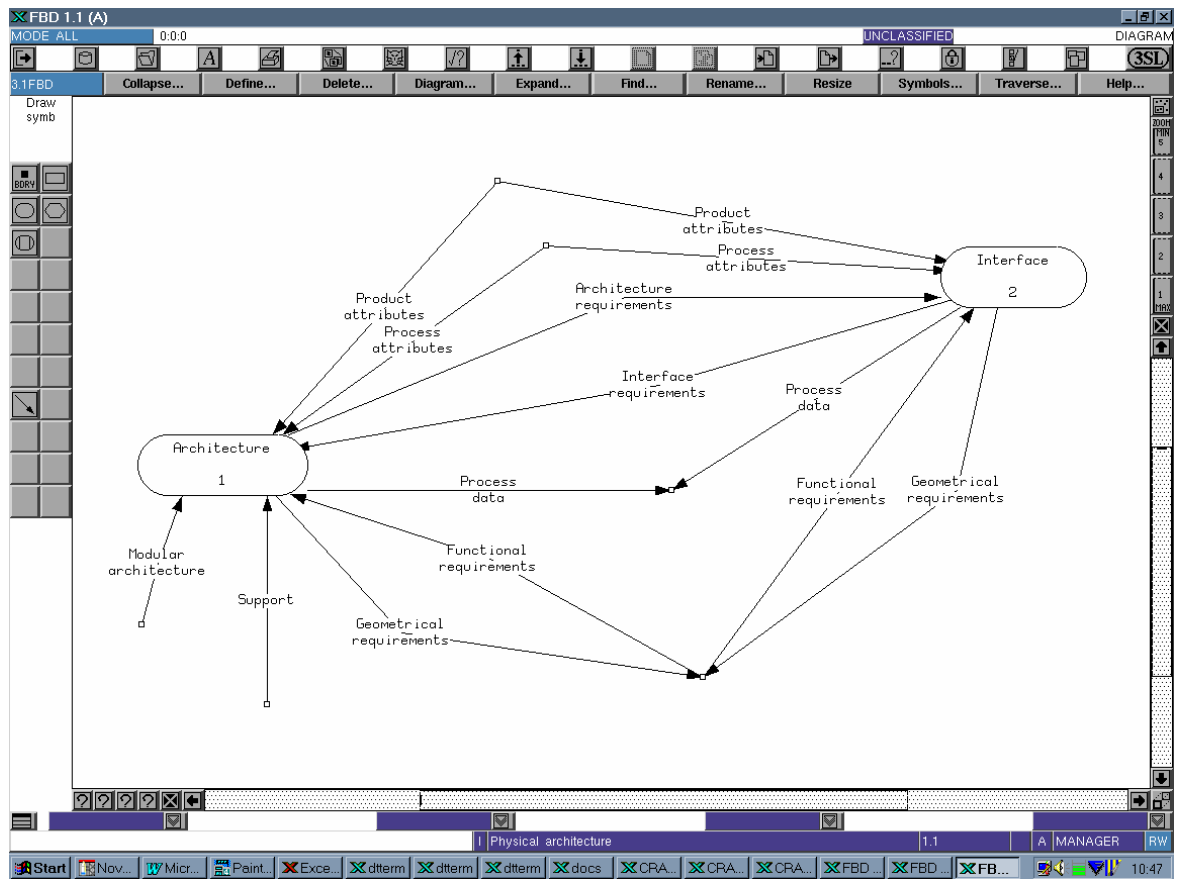 FBD 1.1 (A)
MODE ALL 0:0:0 UNCLASSIFIED DIAGRAM
A √? ..? 3SL
3.1FBD Collapse... Define... Delete... Diagram... Expand... Find... Rename... Resize Symbols... Traverse... Help...
Draw
symb
ZOOM
MIN
5
BDRY
4
3
2
1
MAX
Product
attributes
Process
attributes
Interface
2
Architecture
requirements
Product
attributes
Process
attributes
Interface
requirements
Process
data
Architecture
1
Process
data
Functional
requirements
Geometrical
requirements
Modular
architecture
Functional
requirements
Support
Geometrical
requirements
? ? ? ?
I Physical architecture 1.1 A MANAGER RW
Start Nov... Micr... Paint... Exce... dtterm dtterm dtterm docs CRA... CRA... CRA... FBD ... FBD ... FB... 10:47